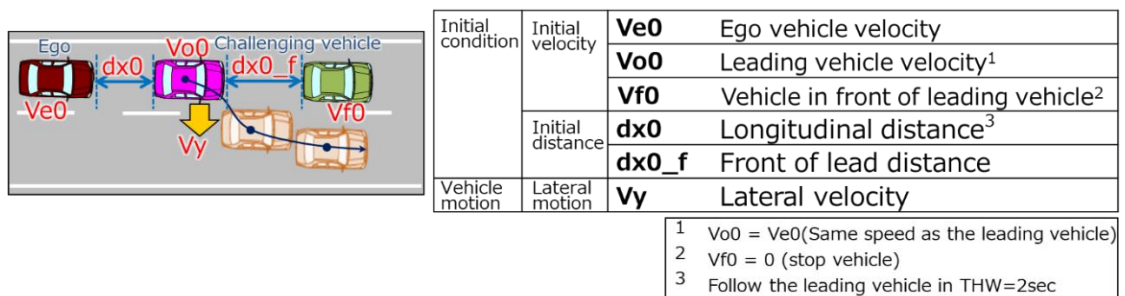 Ego
Vo0
Challenging vehicle
dx0
dx0_f
Ve0
Vf0
Vy
Initial condition
Initial velocity
Ve0 Ego vehicle velocity
Vo0 Leading vehicle velocity1
Vf0 Vehicle in front of leading vehicle2
Initial distance
dx0 Longitudinal distance3
dx0_f Front of lead distance
Vehicle motion
Lateral motion
Vy Lateral velocity
1 Vo0 = Ve0(Same speed as the leading vehicle)
2 Vf0 = 0 (stop vehicle)
3 Follow the leading vehicle in THW=2sec